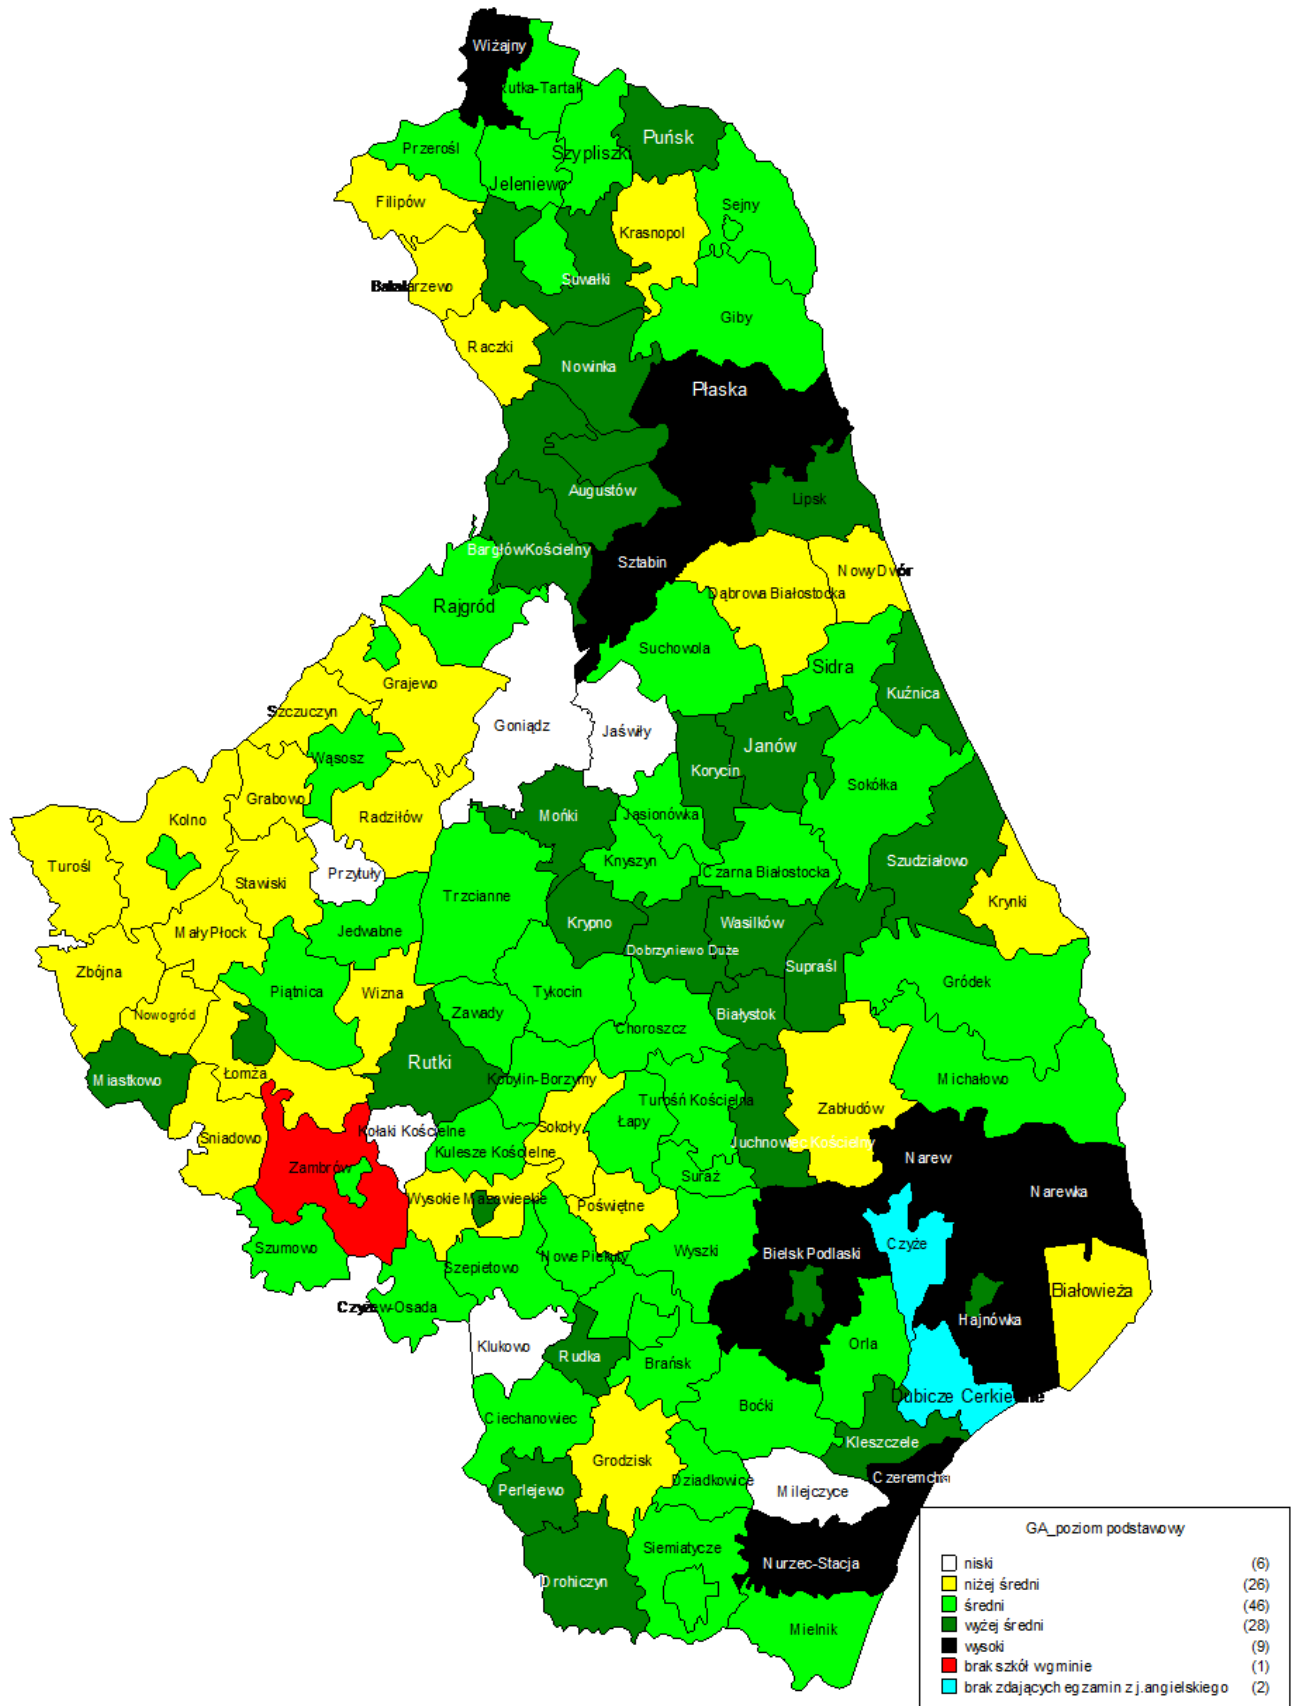 Wiżajny
Rutka-Tartak
Puńsk
Przerośl
Szypliszki
Jeleniewo
Filipów
Sejny
Krasnopol
Suwałki
Bakałarzewo
Giby
Raczki
Nowinka
Płaska
Augustów
Lipsk
Bargłów Kościelny
Sztabin
Nowy Dwór
Dąbrowa Białostocka
Rajgród
Suchowola
Sidra
Grajewo
Kuźnica
Szczuczyn
Goniądz
Jaświły
Janów
Wąsosz
Korycin
Sokółka
Grabowo
Kolno
Radziłów
Mońki
Jasionówka
Turośl
Knyszyn
Szudziałowo
Przytuły
Czarna Białostocka
Stawiski
Trzcianne
Krynki
Krypno
Wasilków
Mały Płock
Jedwabne
Dobrzyniewo Duże
Zbójna
Supraśl
Piątnica
Wizna
Tykocin
Gródek
Nowogród
Zawady
Białystok
Choroszcz
Rutki
Miastkowo
Łomża
Kobylin-Borzymy
Michałowo
Turośń Kościelna
Zabłudów
Łapy
Sokoły
Kołaki Kościelne
Śniadowo
Juchnowiec Kościelny
Kulesze Kościelne
Narew
Zambrów
Suraż
Narewka
Wysokie Mazowieckie
Poświętne
Czyże
Szumowo
Wyszki
Bielsk Podlaski
Nowe Piekuty
Szepietowo
Białowieża
Czyżew-Osada
Hajnówka
Klukowo
Rudka
Orla
Brańsk
Dubicze Cerkiewne
Boćki
Ciechanowiec
Kleszczele
Grodzisk
Dziadkowice
Czeremcha
Perlejewo
Milejczyce
Siemiatycze
Nurzec-Stacja
Drohiczyn
Mielnik
GA_poziom podstawowy
niski (6)
niżej średni (26)
średni (46)
wyżej średni (28)
wysoki (9)
brak szkół w gminie (1)
brak zdających egzamin z j.angielskiego (2)